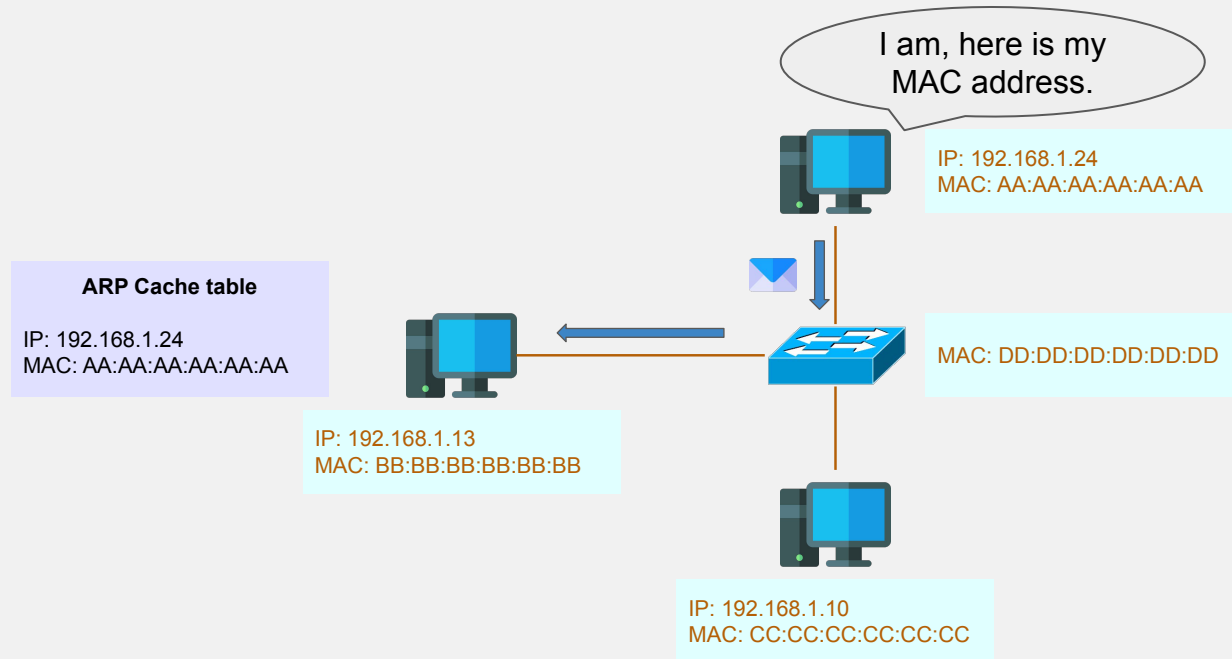 I am, here is my
MAC address.
IP: 192.168.1.24
MAC: AA:AA:AA:AA:AA:AA
ARP Cache table
IP: 192.168.1.24
MAC: AA:AA:AA:AA:AA:AA
MAC: DD:DD:DD:DD:DD:DD
IP: 192.168.1.13
MAC: BB:BB:BB:BB:BB:BB
IP: 192.168.1.10
MAC: CC:CC:CC:CC:CC:CC